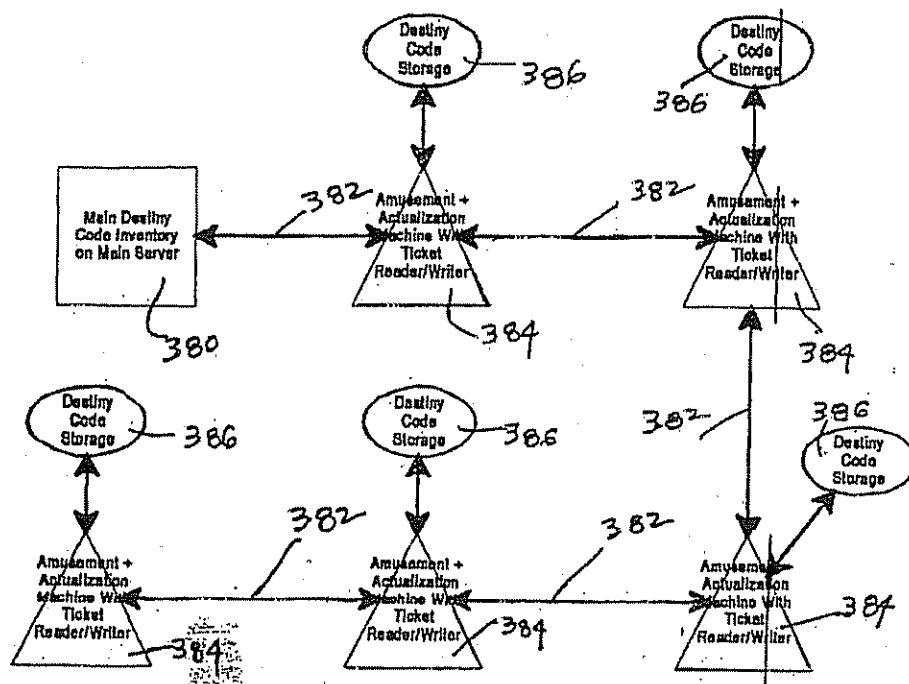 Destiny
Code
Storage
386
Destiny
Code
Storage
386
Main Destiny
Code Inventory
on Main Server
380
382
Amusement +
Actualization
Machine With
Ticket
Reader/Writer
384
382
Amusement +
Actualization
Machine With
Ticket
Reader/Writer
384
Destiny
Code
Storage
386
Destiny
Code
Storage
386
382
386
Destiny
Code
Storage
Amusement +
Actualization
Machine With
Ticket
Reader/Writer
384
382
Amusement +
Actualization
Machine With
Ticket
Reader/Writer
384
382
Amusement +
Actualization
Machine With
Ticket
Reader/Writer
384